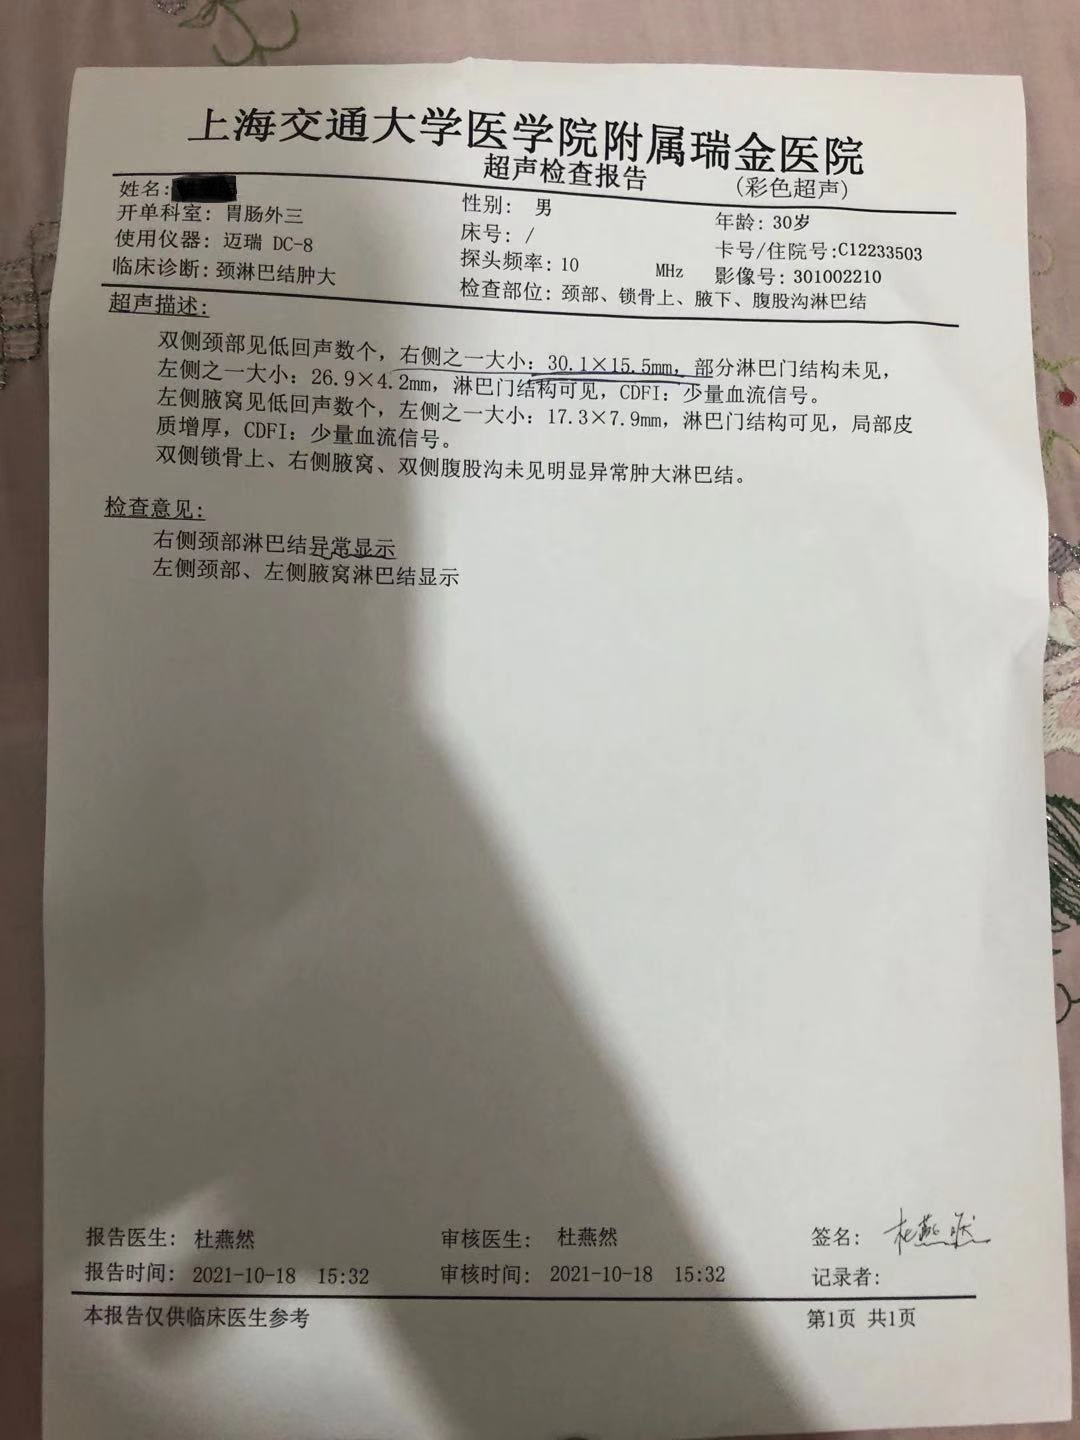 上海交通大学医学院附属瑞金医院
超声检查报告 (彩色超声)
姓名: 性别: 男 年龄: 30岁
开单科室: 胃肠外三 床号: / 卡号/住院号:C12233503
使用仪器: 迈瑞 DC-8 探头频率: 10 MHz 影像号: 301002210
临床诊断: 颈淋巴结肿大 检查部位: 颈部、锁骨上、腋下、腹股沟淋巴结
超声描述:
双侧颈部见低回声数个，右侧之一大小: 30.1×15.5mm，部分淋巴门结构未见，
左侧之一大小: 26.9×4.2mm，淋巴门结构可见，CDFI: 少量血流信号。
左侧腋窝见低回声数个，左侧之一大小: 17.3×7.9mm，淋巴门结构可见，局部皮
质增厚，CDFI: 少量血流信号。
双侧锁骨上、右侧腋窝、双侧腹股沟未见明显异常肿大淋巴结。
检查意见:
右侧颈部淋巴结异常显示
左侧颈部、左侧腋窝淋巴结显示
报告医生: 杜燕然 审核医生: 杜燕然 签名: 杜燕然
报告时间: 2021-10-18 15:32 审核时间: 2021-10-18 15:32 记录者:
本报告仅供临床医生参考 第1页 共1页